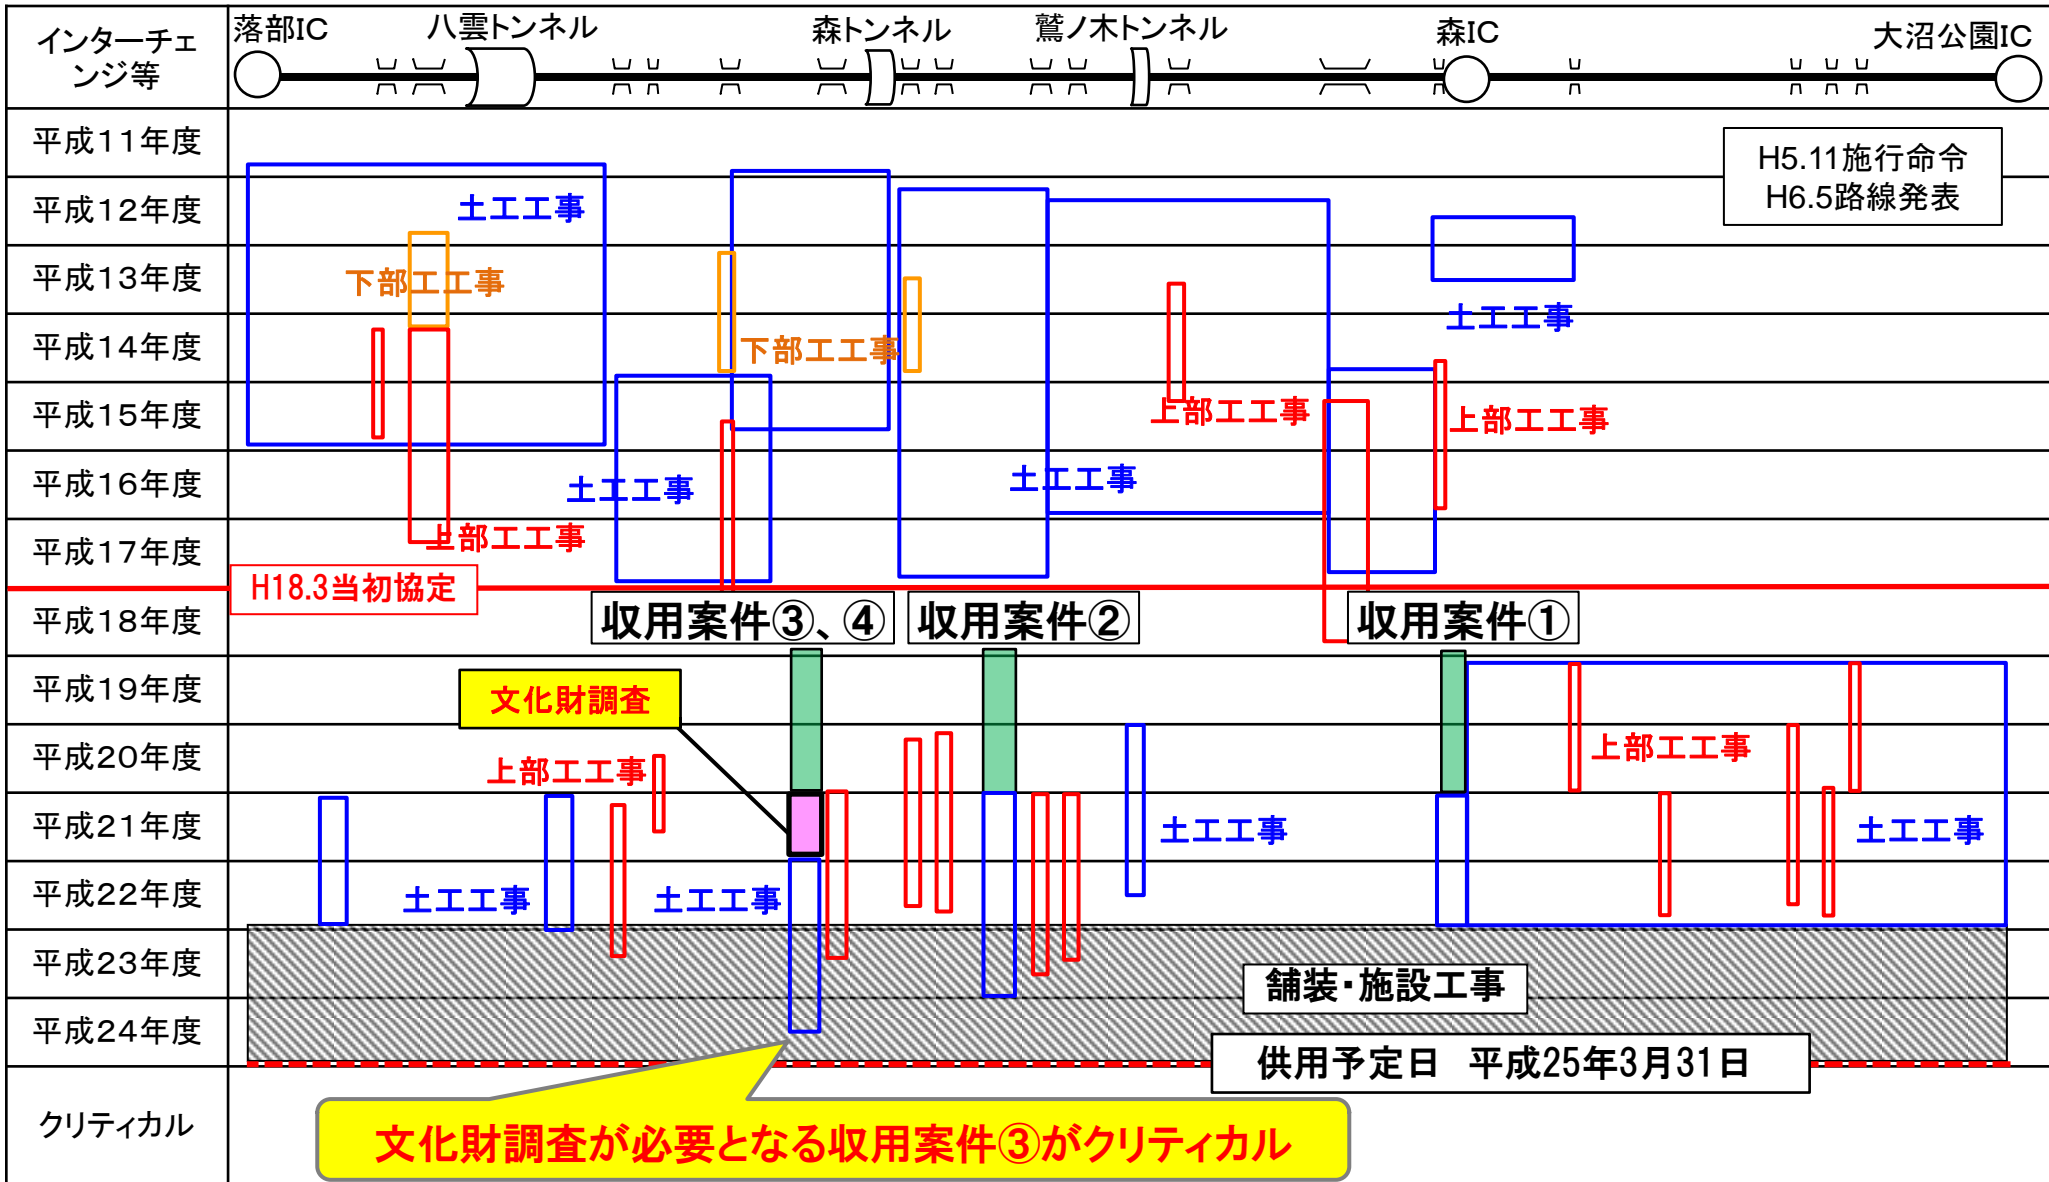 インターチェ
ンジ等
落部IC
八雲トンネル
森トンネル
鷲ノ木トンネル
森IC
大沼公園IC
平成11年度
H5.11施行命令
H6.5路線発表
平成12年度
土工工事
平成13年度
下部工工事
土工工事
平成14年度
下部工工事
平成15年度
上部工工事
上部工工事
平成16年度
土工工事
土工工事
平成17年度
上部工工事
H18.3当初協定
平成18年度
収用案件③、④
収用案件②
収用案件①
平成19年度
文化財調査
平成20年度
上部工工事
上部工工事
平成21年度
土工工事
土工工事
平成22年度
土工工事
土工工事
平成23年度
舗装・施設工事
平成24年度
供用予定日 平成25年3月31日
クリティカル
文化財調査が必要となる収用案件③がクリティカル